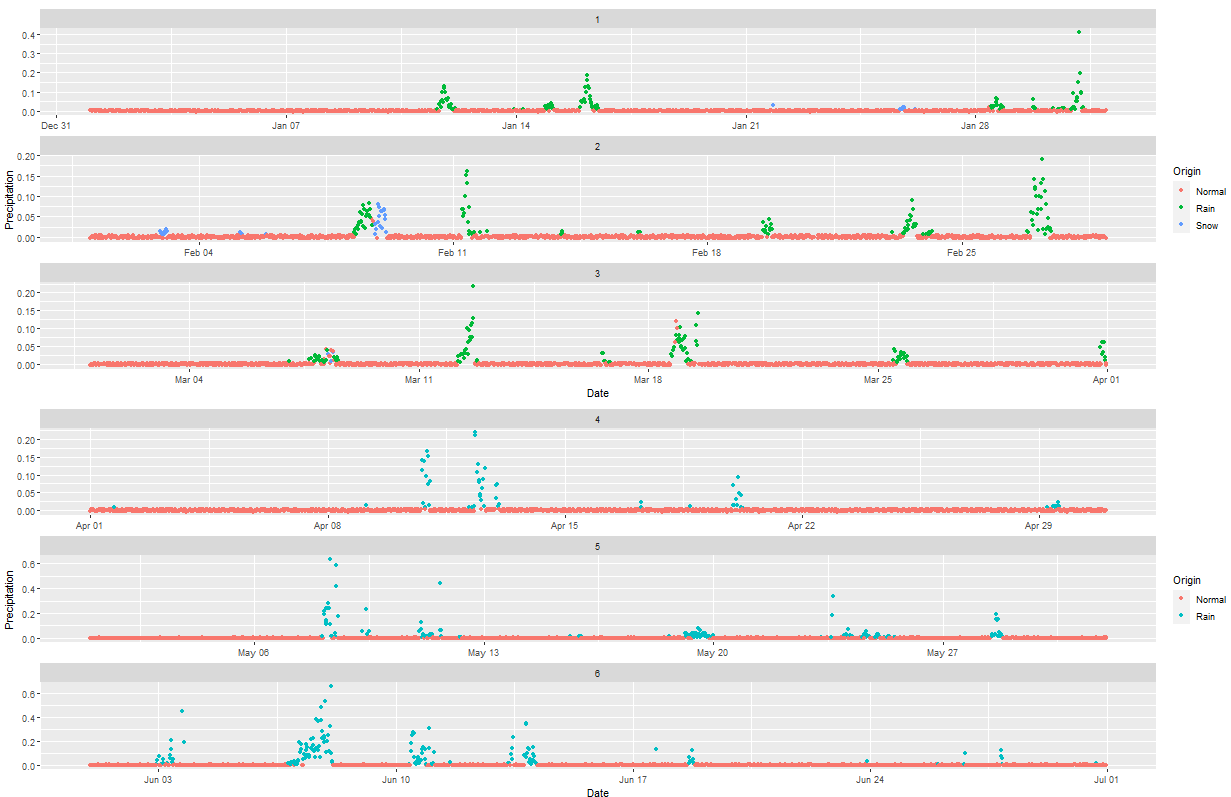 1
0.4
0.3
0.2
0.1
0.0
Dec 31 Jan 07 Jan 14 Jan 21 Jan 28
2
0.20
0.15
0.10
0.05
0.00
Feb 04 Feb 11 Feb 18 Feb 25
3
0.20
0.15
0.10
0.05
0.00
Mar 04 Mar 11 Mar 18 Mar 25 Apr 01
Date
Precipitation
Origin
Normal
Rain
Snow
4
0.20
0.15
0.10
0.05
0.00
Apr 01 Apr 08 Apr 15 Apr 22 Apr 29
5
0.6
0.4
0.2
0.0
May 06 May 13 May 20 May 27
6
0.6
0.4
0.2
0.0
Jun 03 Jun 10 Jun 17 Jun 24 Jul 01
Date
Precipitation
Origin
Normal
Rain